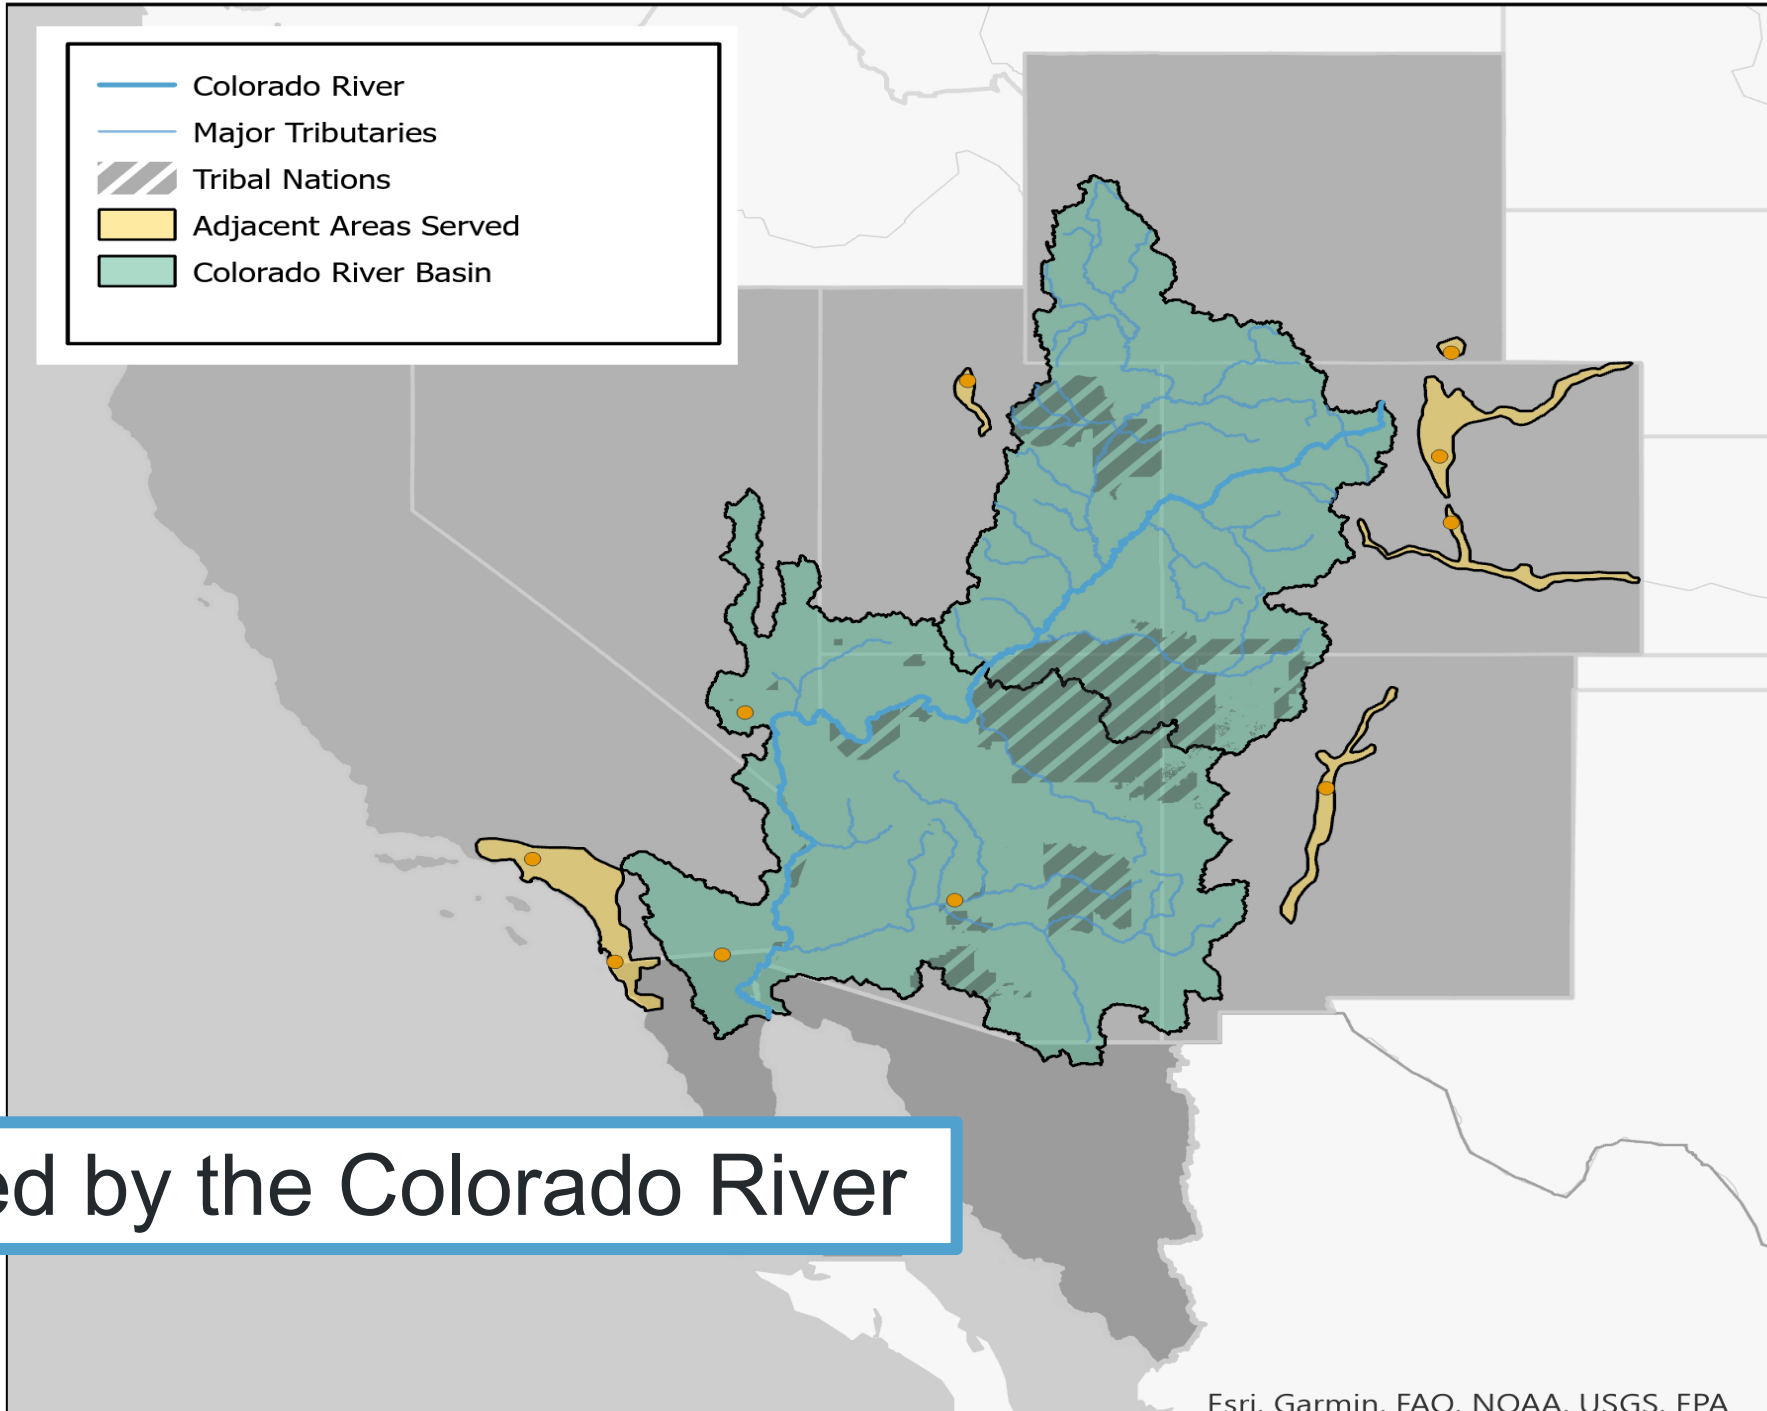 Colorado River
Major Tributaries
Tribal Nations
Adjacent Areas Served
Colorado River Basin
ed by the Colorado River
Esri, Garmin, FAO, NOAA, USGS, EPA